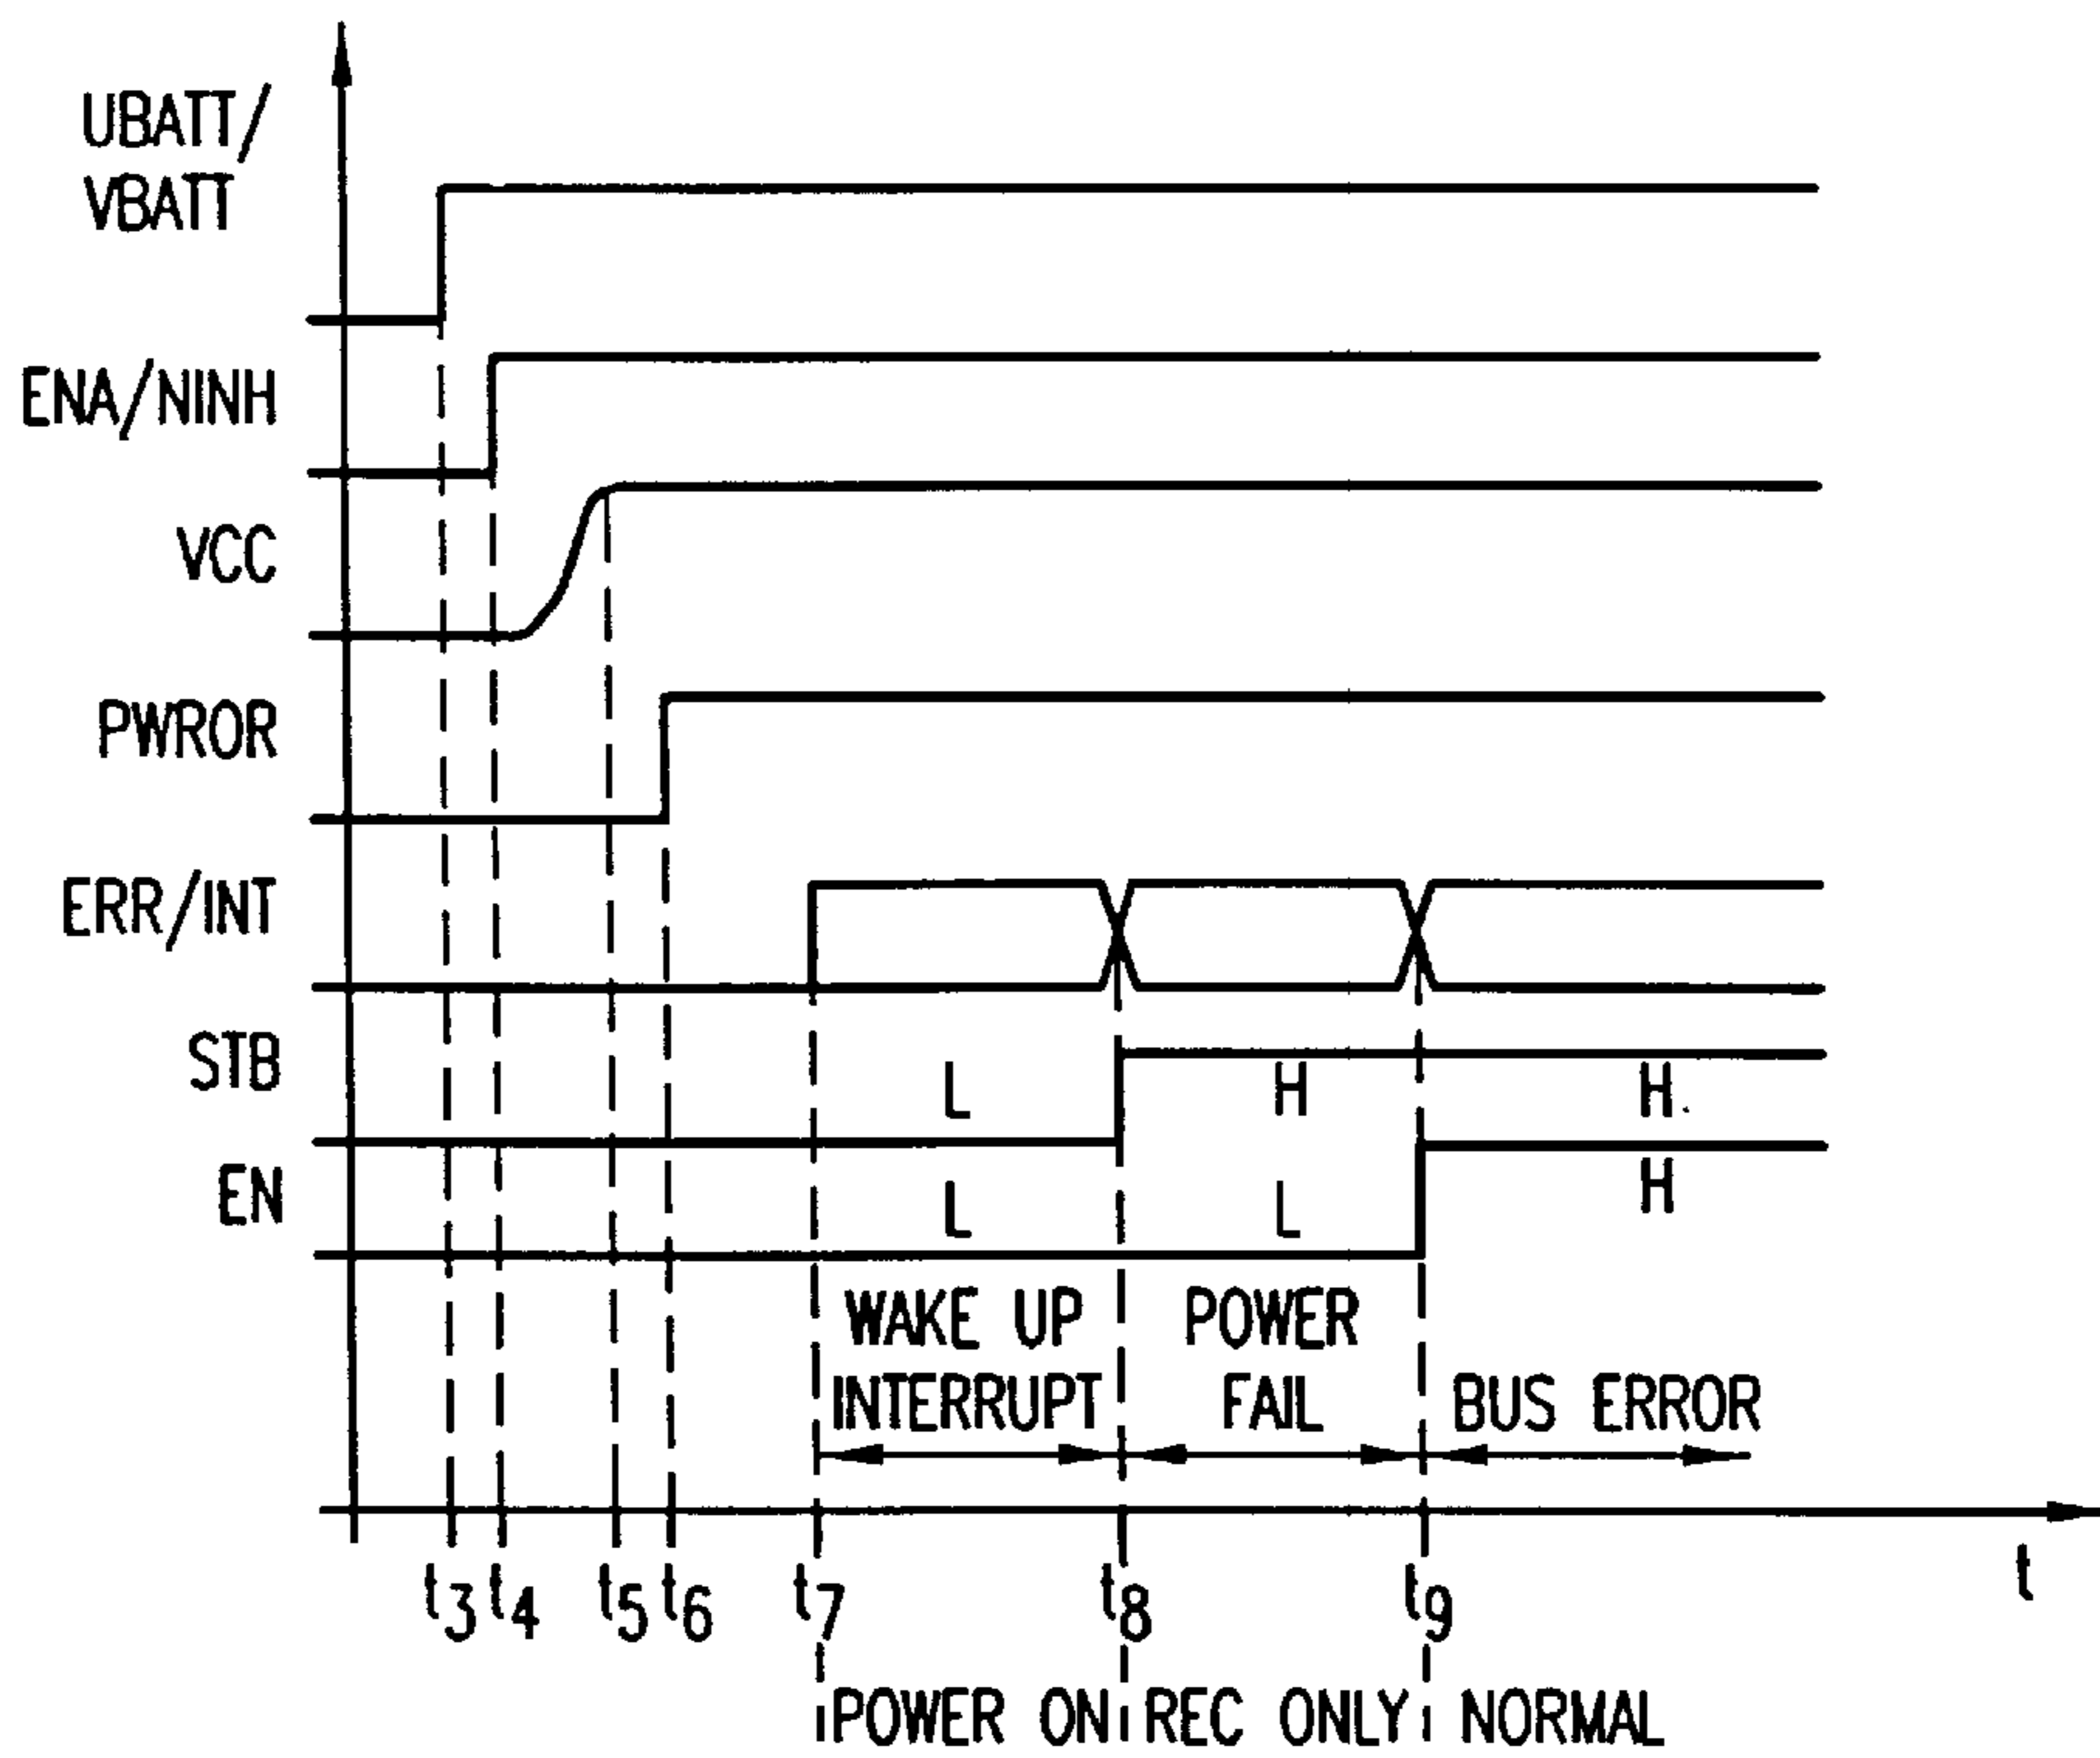 UBATT/
VBATT
ENA/NINH
VCC
PWROR
ERR/INT
STB
L H H
EN
L L H
WAKE UP
INTERRUPT
POWER
FAIL
BUS ERROR
t3 t4 t5 t6 t7 t8 t9 t
POWER ON REC ONLY NORMAL